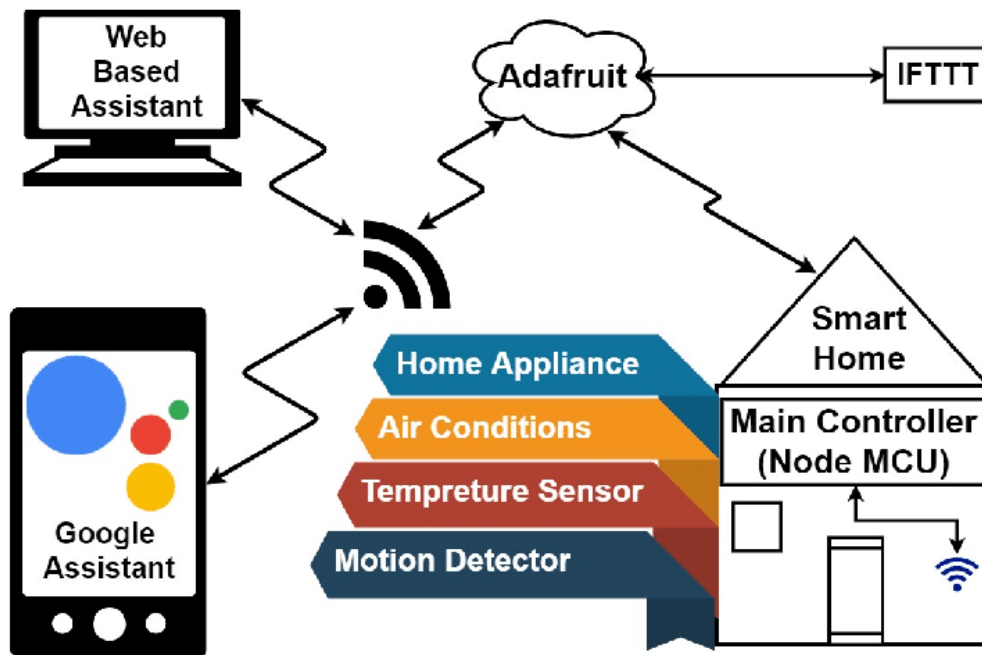 Web
Based
Assistant
Adafruit
IFTTT
Smart
Home
Home Appliance
Air Conditions
Tempreture Sensor
Motion Detector
Main Controller
(Node MCU)
Google
Assistant